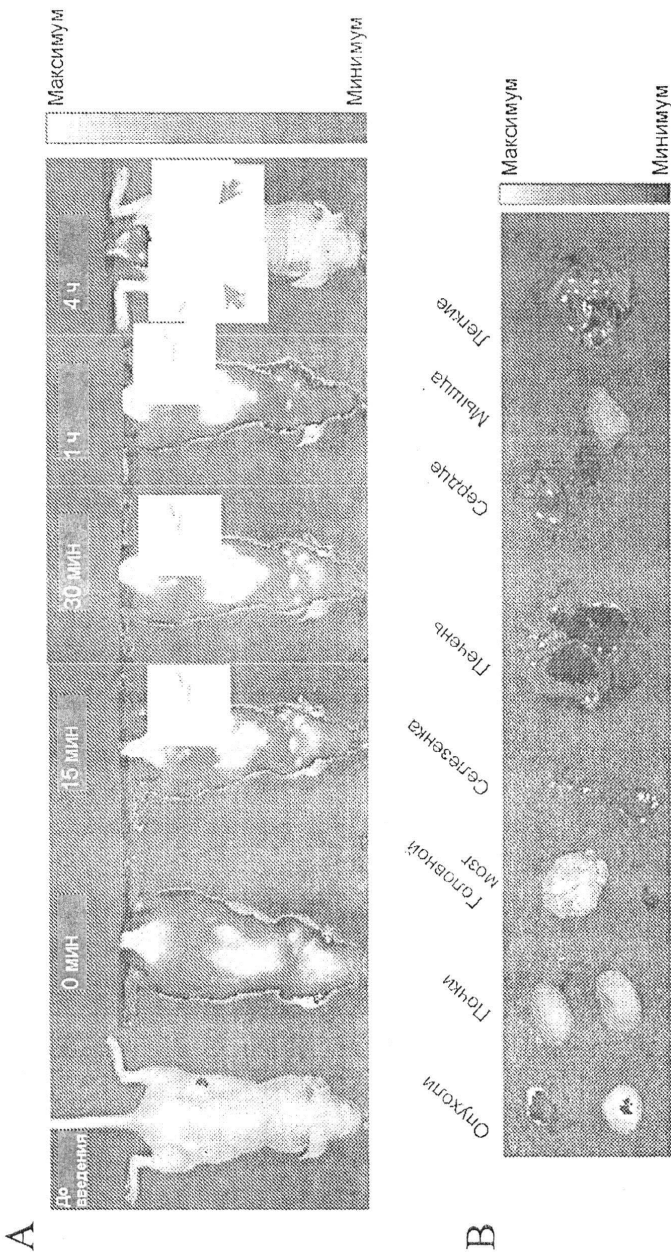 А
До
введения
0 мин
15 мин
30 мин
1 ч
4 ч
Максимум
Минимум
В
Опухоли
Почки
Головной
мозг
Селезенка
Печень
Сердце
Мышца
Легкие
Максимум
Минимум